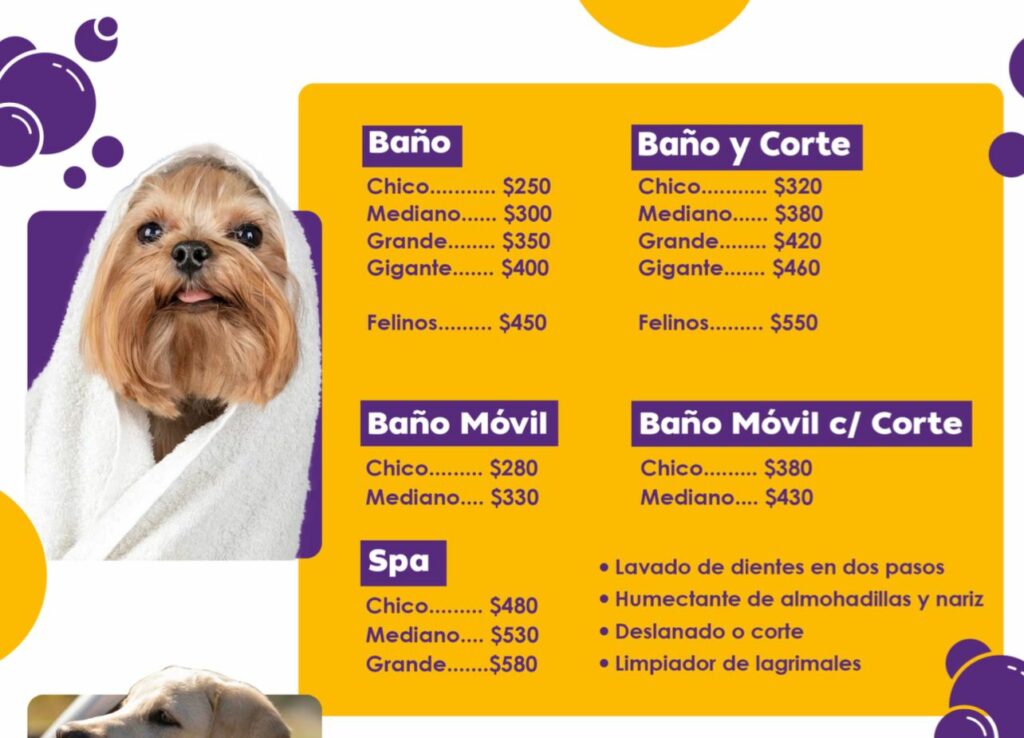 Baño
Chico........... $250
Mediano...... $300
Grande........ $350
Gigante....... $400
Felinos......... $450
Baño y Corte
Chico........... $320
Mediano....... $380
Grande........ $420
Gigante....... $460
Felinos......... $550
Baño Móvil
Chico......... $280
Mediano.... $330
Baño Móvil c/ Corte
Chico......... $380
Mediano.... $430
Spa
Chico......... $480
Mediano.... $530
Grande.......$580
• Lavado de dientes en dos pasos
• Humectante de almohadillas y nariz
• Deslanado o corte
• Limpiador de lagrimales